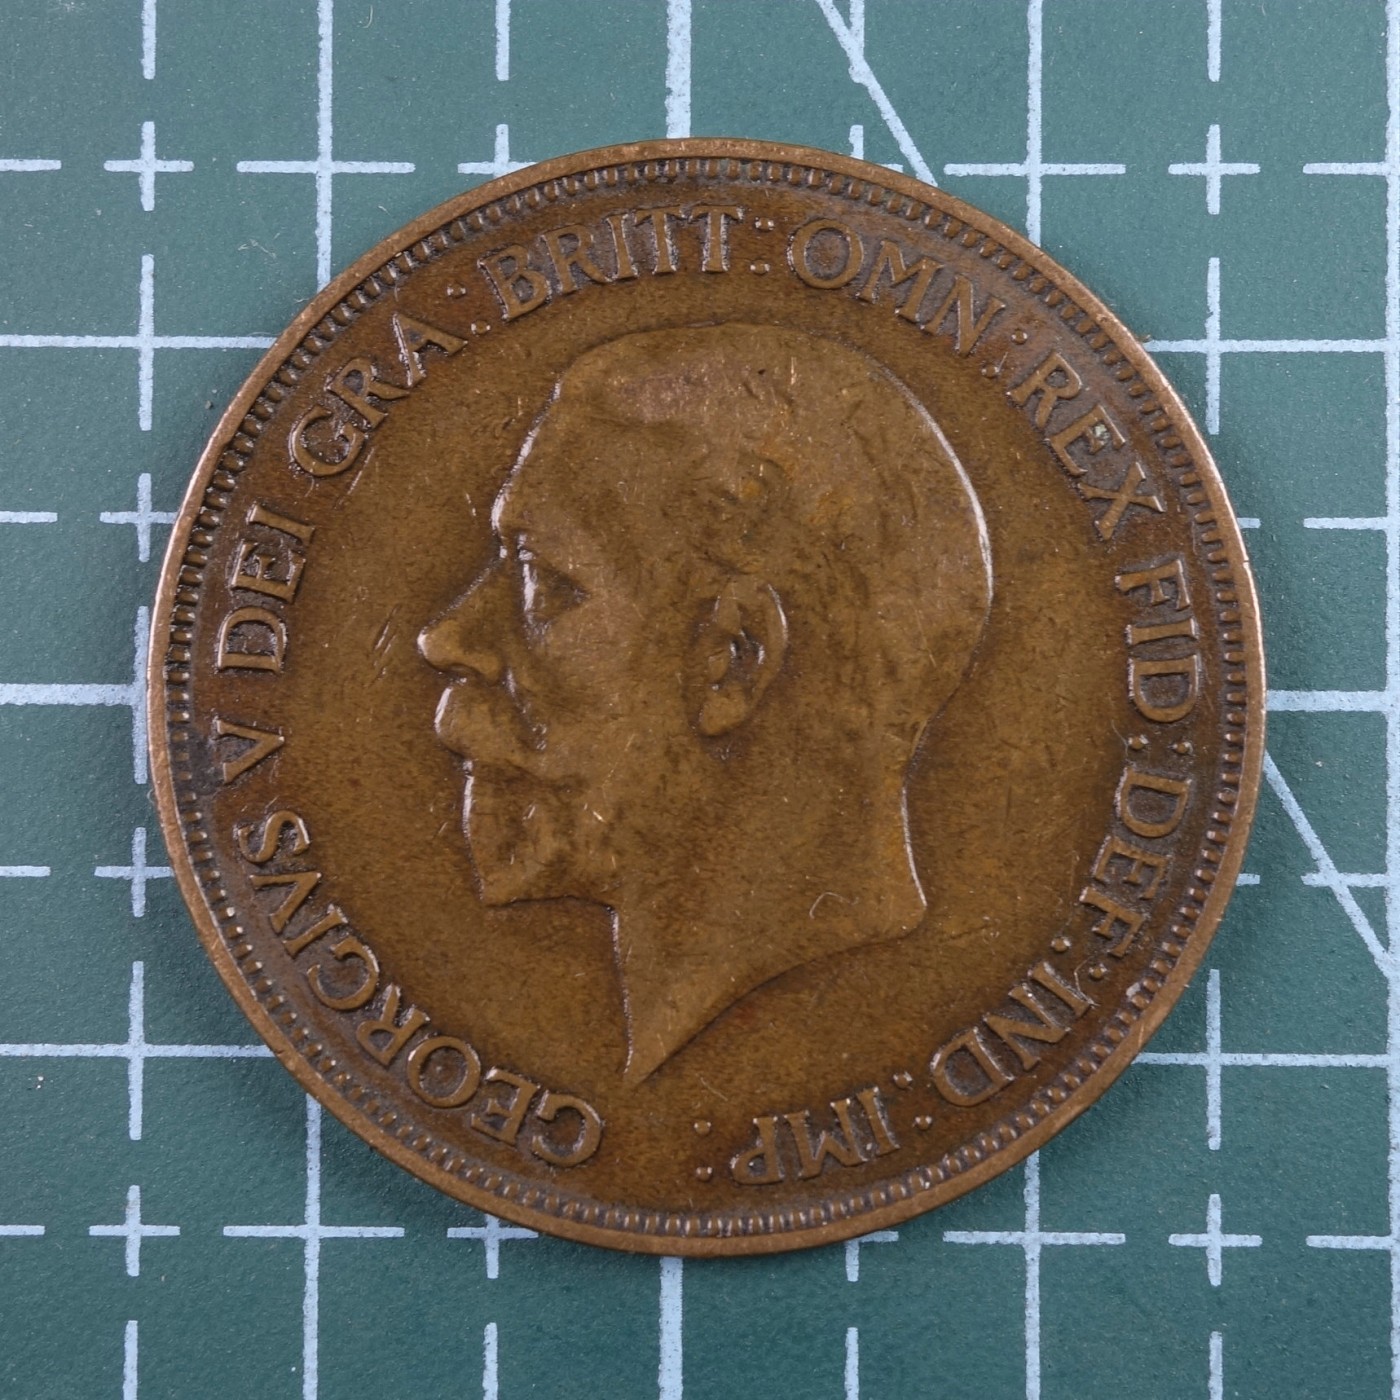 GEORGIVS V DEI GRA : BRITT : OMN : REX FID : DEF : IND : IMP :